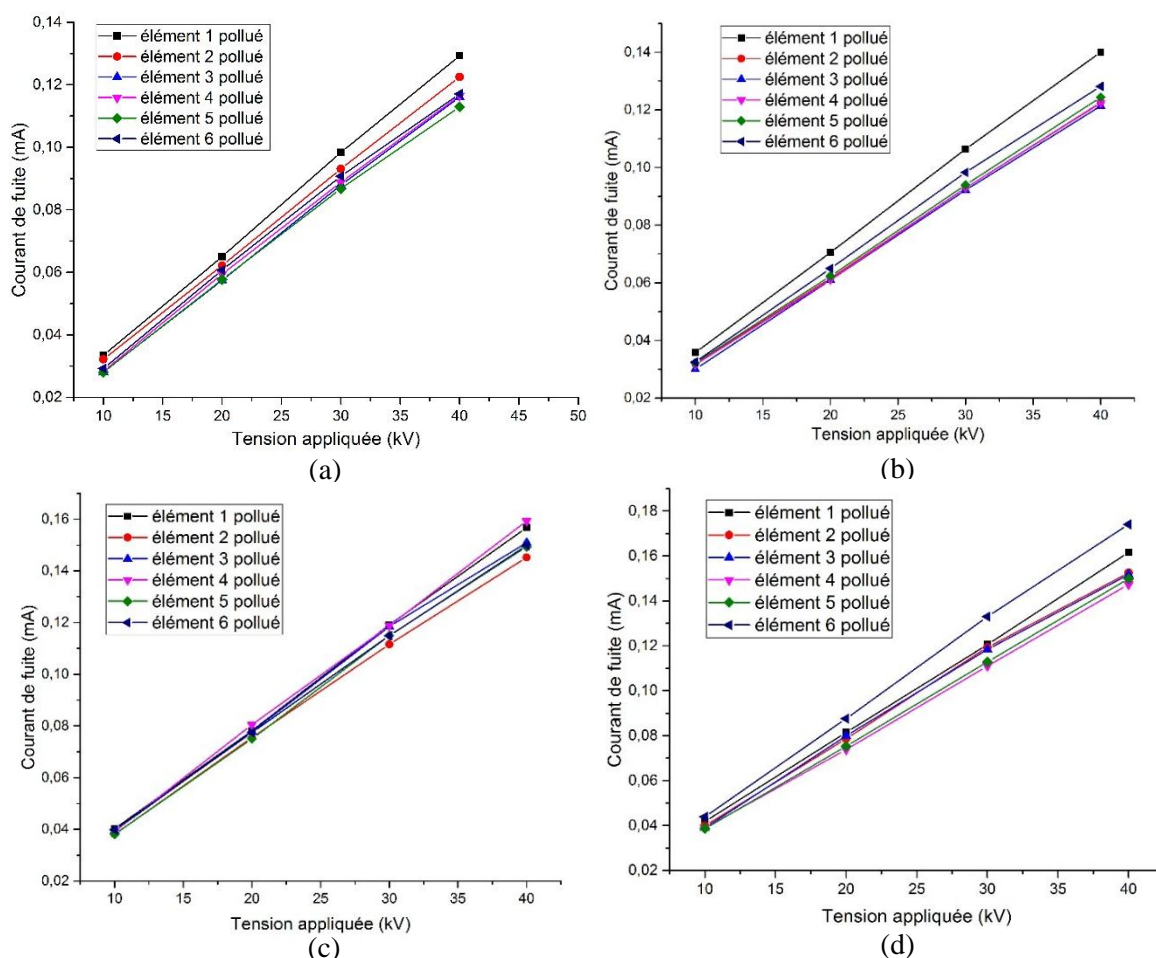 0,14
0,12
0,10
0,08
0,06
0,04
0,02
Courant de fuite (mA)
élément 1 pollué
élément 2 pollué
élément 3 pollué
élément 4 pollué
élément 5 pollué
élément 6 pollué
10 15 20 25 30 35 40 45 50
Tension appliquée (kV)
(a)
0,14
0,12
0,10
0,08
0,06
0,04
0,02
Courant de fuite (mA)
élément 1 pollué
élément 2 pollué
élément 3 pollué
élément 4 pollué
élément 5 pollué
élément 6 pollué
10 15 20 25 30 35 40
Tension appliquée (kV)
(b)
0,16
0,14
0,12
0,10
0,08
0,06
0,04
0,02
Courant de fuite (mA)
élément 1 pollué
élément 2 pollué
élément 3 pollué
élément 4 pollué
élément 5 pollué
élément 6 pollué
10 15 20 25 30 35 40
Tension appliquée (kV)
(c)
0,18
0,16
0,14
0,12
0,10
0,08
0,06
0,04
0,02
Courant de fuite (mA)
élément 1 pollué
élément 2 pollué
élément 3 pollué
élément 4 pollué
élément 5 pollué
élément 6 pollué
10 15 20 25 30 35 40
Tension appliquée (kV)
(d)